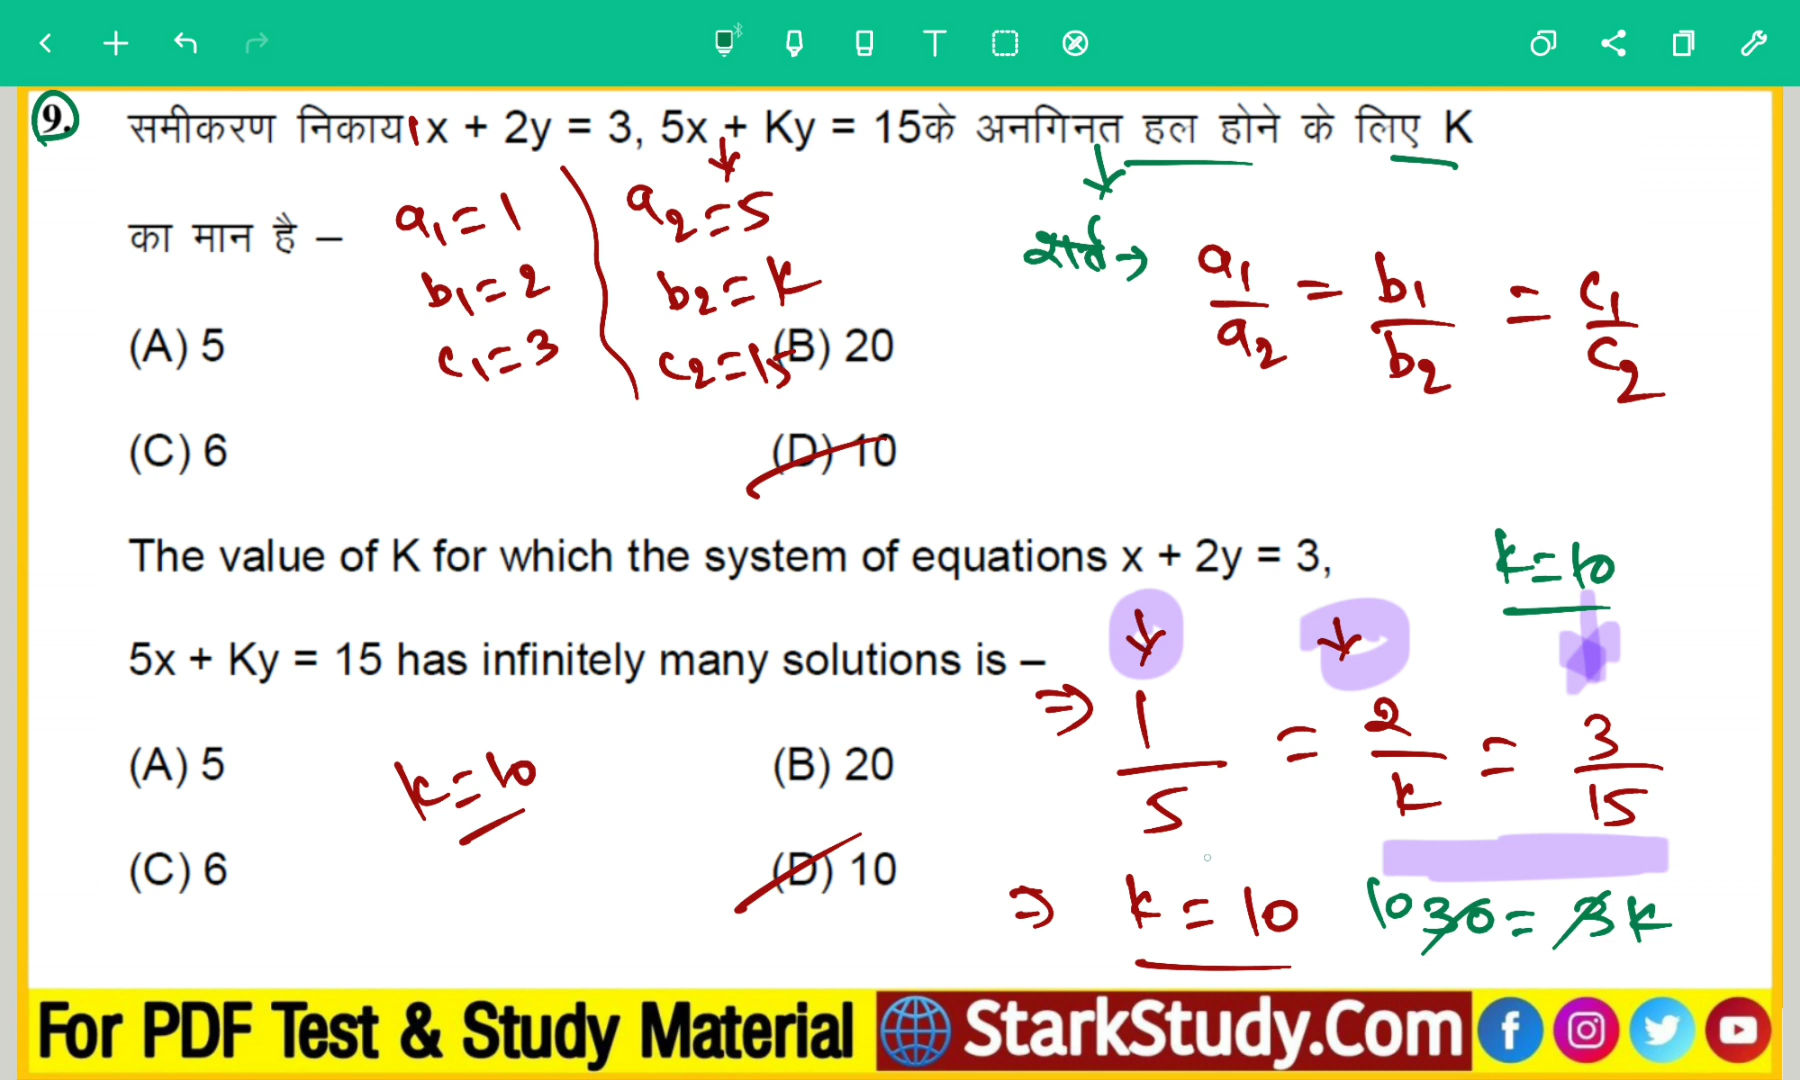 9. समीकरण निकाय 1x + 2y = 3, 5x + Ky = 15के अनगिनत हल होने के लिए K
का मान है –
a1 = 1
a2 = 5
b1 = 2
b2 = k
c1 = 3
c2 = 15
शर्त → a1/a2 = b1/b2 = c1/c2
(A) 5
(B) 20
(C) 6
(D) 10
The value of K for which the system of equations x + 2y = 3,
k = 10
5x + Ky = 15 has infinitely many solutions is –
⇒ 1/5 = 2/k = 3/15
(A) 5
k = 10
(B) 20
(C) 6
(D) 10
⇒ k = 10
10 30 = 3k
For PDF Test & Study Material StarkStudy.Com